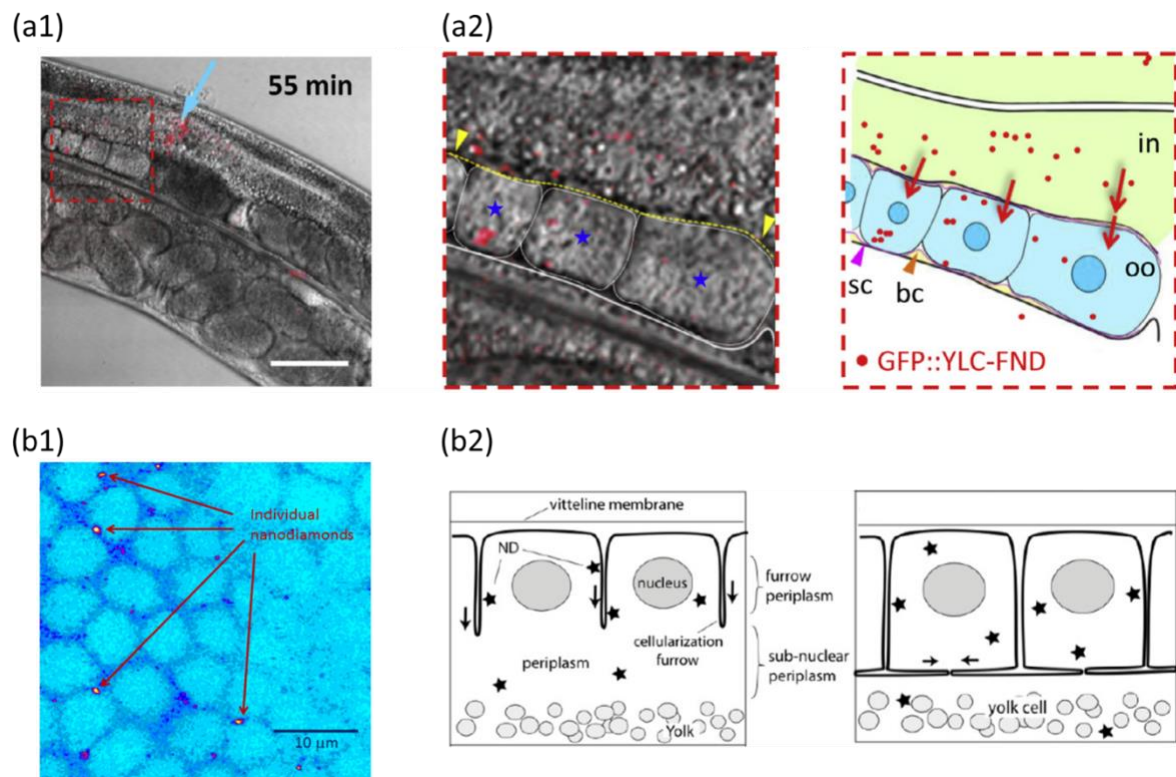 (a1)
55 min
(a2)
in
oo
sc
bc
GFP::YLC-FND
(b1)
Individual
nanodiamonds
10 μm
(b2)
vitteline membrane
ND
nucleus
furrow
periplasm
cellularization
furrow
periplasm
sub-nuclear
periplasm
Yolk
yolk cell